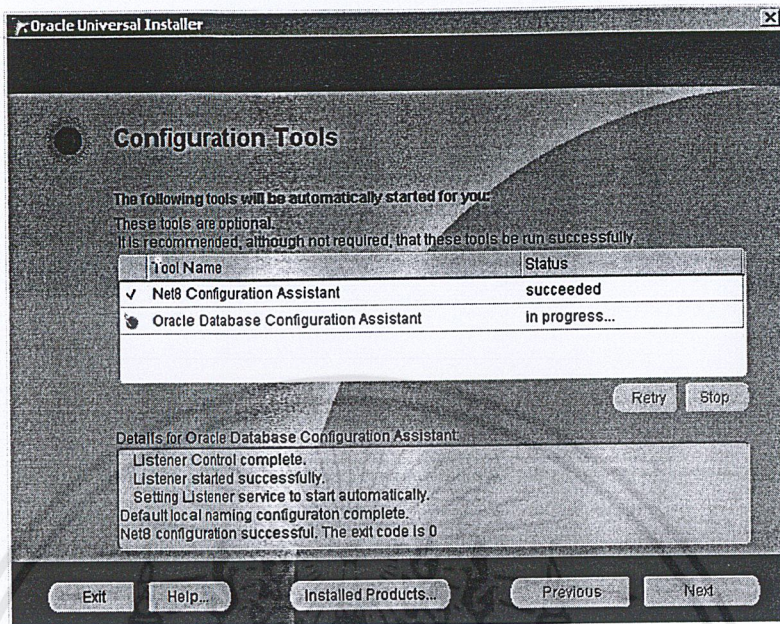 Oracle Universal Installer
Configuration Tools
The following tools will be automatically started for you:
These tools are optional.
It is recommended, although not required, that these tools be run successfully.
Tool Name Status
Net8 Configuration Assistant succeeded
Oracle Database Configuration Assistant in progress...
Retry Stop
Details for Oracle Database Configuration Assistant:
Listener Control complete.
Listener started successfully.
Setting Listener service to start automatically.
Default local naming configuraton complete.
Net8 configuration successful. The exit code is 0
Exit Help... Installed Products... Previous Next